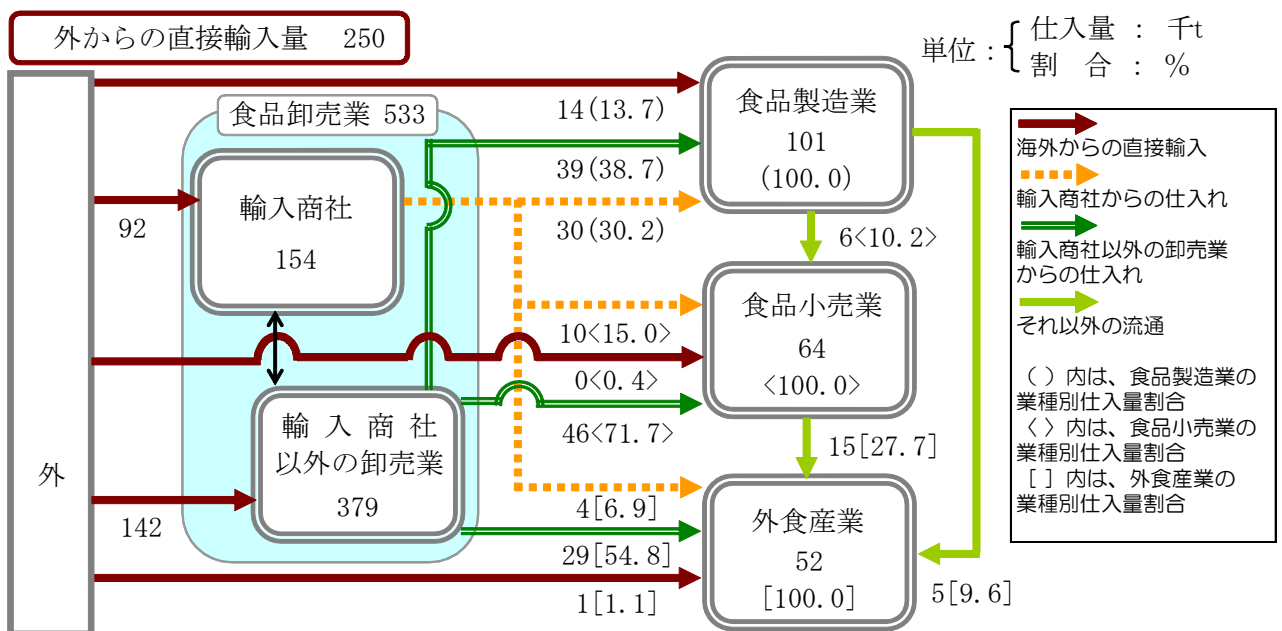 外からの直接輸入量 250
単位：
仕入量 ： 千t
割 合 ： %
外
食品卸売業 533
輸入商社
154
輸入商社
以外の卸売業
379
92
142
14(13.7)
39(38.7)
30(30.2)
10<15.0>
0<0.4>
46<71.7>
4[6.9]
29[54.8]
1[1.1]
食品製造業
101
(100.0)
6<10.2>
食品小売業
64
<100.0>
15[27.7]
外食産業
52
[100.0]
5[9.6]
海外からの直接輸入
輸入商社からの仕入れ
輸入商社以外の卸売業
からの仕入れ
それ以外の流通
（ ）内は、食品製造業の
業種別仕入量割合
〈 〉内は、食品小売業の
業種別仕入量割合
［ ］内は、外食産業の
業種別仕入量割合